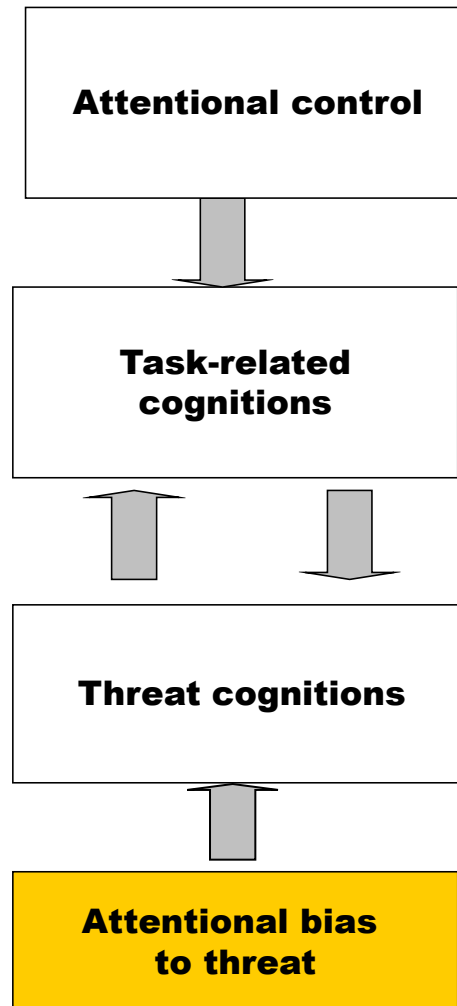 Attentional control
Task-related
cognitions
Threat cognitions
Attentional bias
to threat